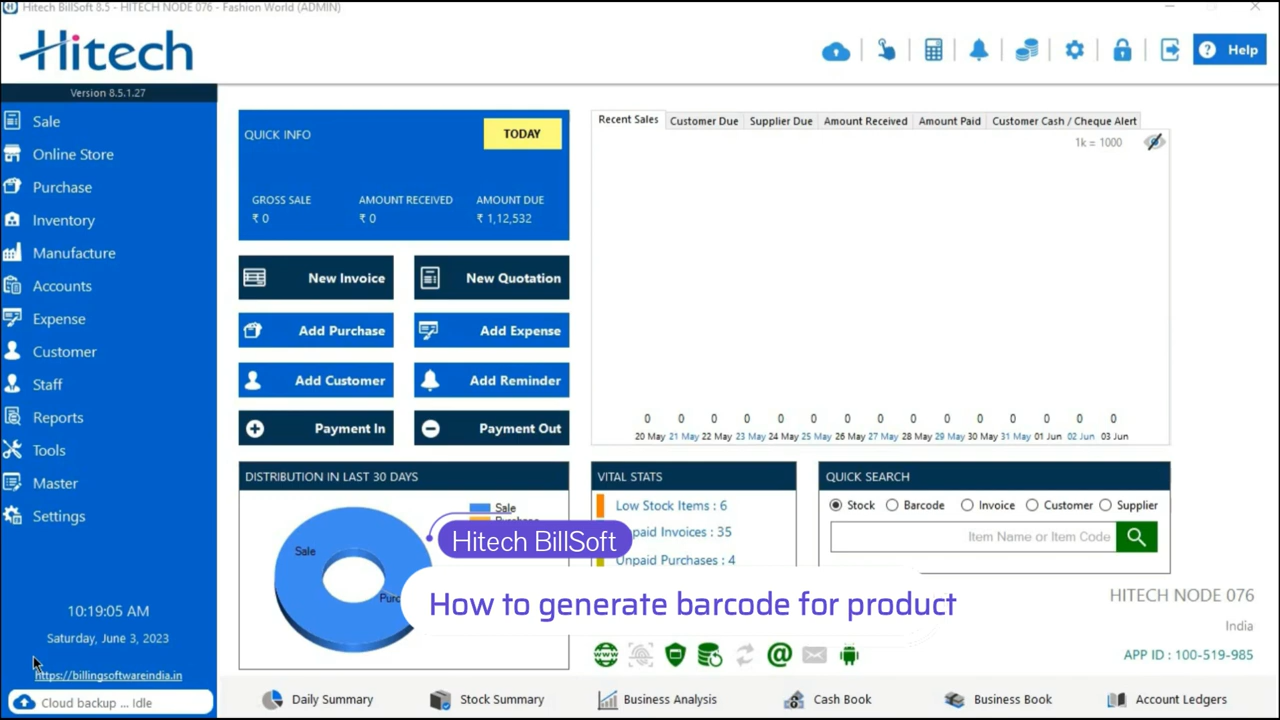 Hitech BillSoft 8.5 - HITECH NODE 076 - Fashion World (ADMIN)
Hitech
Help
Version 8.5.1.27
Sale
Online Store
Purchase
Inventory
Manufacture
Accounts
Expense
Customer
Staff
Reports
Tools
Master
Settings
10:19:05 AM
Saturday, June 3, 2023
https://billingsoftwareindia.in
Cloud backup ... Idle
QUICK INFO
TODAY
GROSS SALE AMOUNT RECEIVED AMOUNT DUE
₹ 0 ₹ 0 ₹ 1,12,532
New Invoice New Quotation
Add Purchase Add Expense
Add Customer Add Reminder
Payment In Payment Out
Recent Sales Customer Due Supplier Due Amount Received Amount Paid Customer Cash / Cheque Alert
1k = 1000
0 0 0 0 0 0 0 0 0 0 0 0 0 0 0
20 May 21 May 22 May 23 May 24 May 25 May 26 May 27 May 28 May 29 May 30 May 31 May 01 Jun 02 Jun 03 Jun
DISTRIBUTION IN LAST 30 DAYS
Sale
Sale
VITAL STATS
Low Stock Items : 6
paid Invoices : 35
Unpaid Purchases : 4
QUICK SEARCH
Stock Barcode Invoice Customer Supplier
Item Name or Item Code
Hitech BillSoft
How to generate barcode for product
HITECH NODE 076
India
APP ID : 100-519-985
Daily Summary Stock Summary Business Analysis Cash Book Business Book Account Ledgers